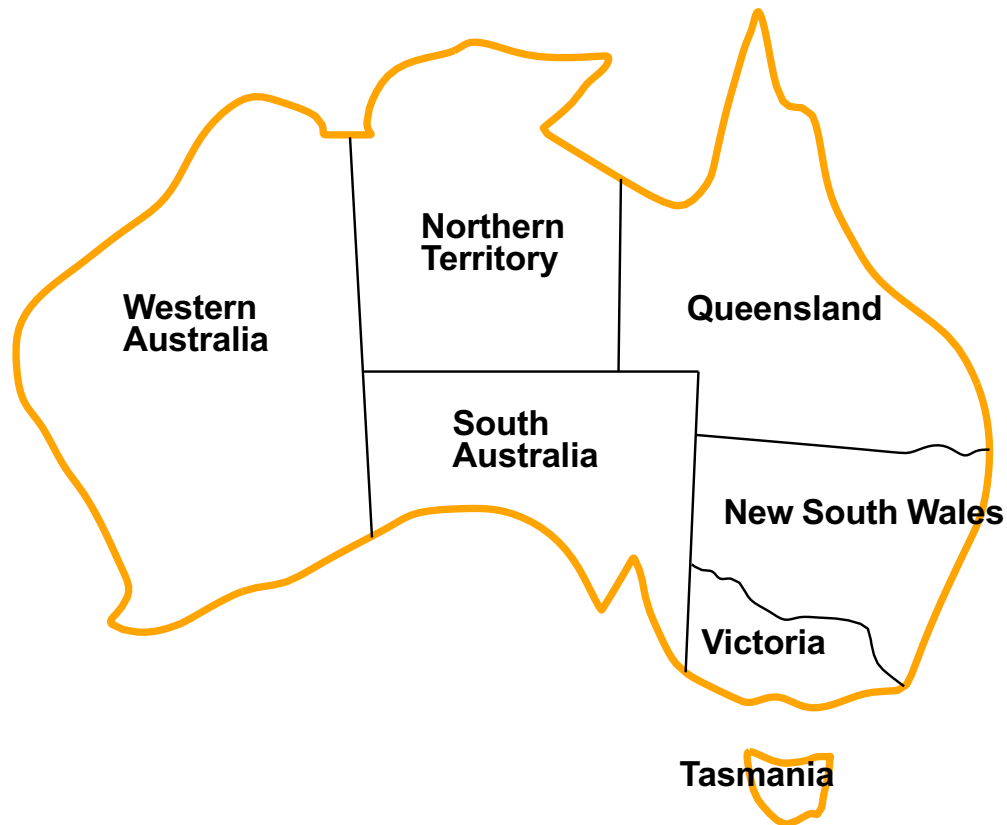 Northern
Territory
Western
Australia
Queensland
South
Australia
New South Wales
Victoria
Tasmania